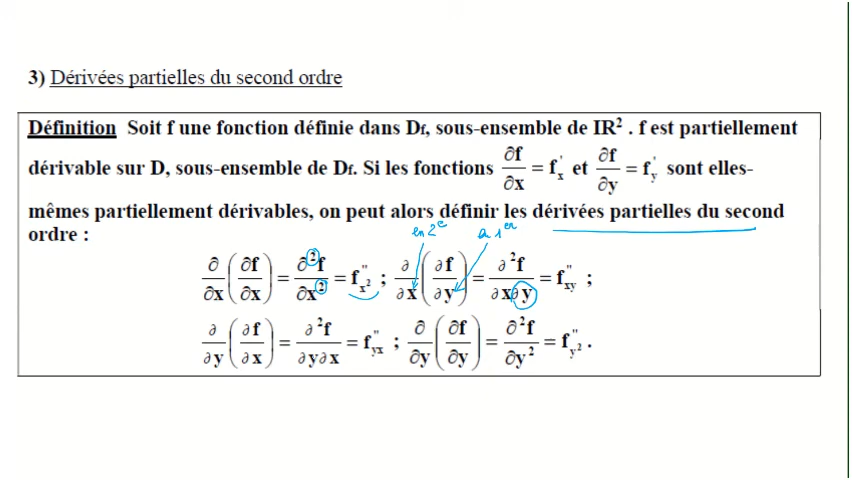 3) Dérivées partielles du second ordre
Définition Soit f une fonction définie dans Df, sous-ensemble de IR² . f est partiellement
dérivable sur D, sous-ensemble de Df. Si les fonctions ∂f/∂x = f'x et ∂f/∂y = f'y sont elles-
mêmes partiellement dérivables, on peut alors définir les dérivées partielles du second
ordre :
en 2e a 1er
∂/∂x (∂f/∂x) = ∂²f/∂x² = f"x² ; ∂/∂x (∂f/∂y) = ∂²f/∂x∂y = f"xy ;
∂/∂y (∂f/∂x) = ∂²f/∂y∂x = f"yx ; ∂/∂y (∂f/∂y) = ∂²f/∂y² = f"y² .